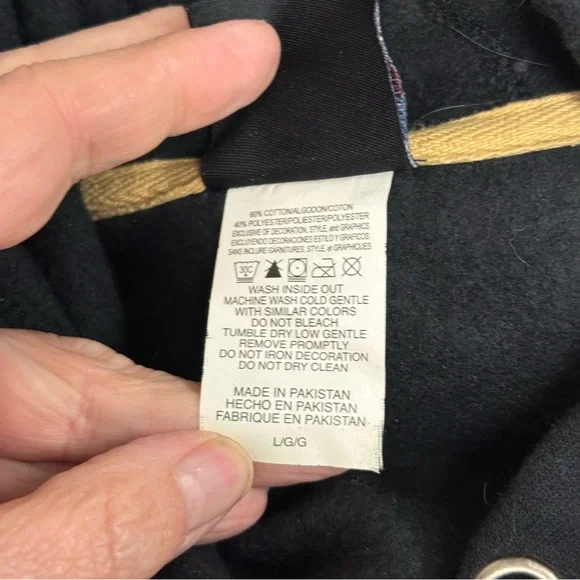 60% COTTON/ALGODON/COTON
40% POLYESTER/POLIESTER/POLYESTER
EXCLUSIVE OF DECORATION, STYLE, and GRAPHICS
EXCLUYENDO DECORACIONES ESTILO Y GRAFICOS
SANS INCLURE GARNITURES, STYLE et GRAPHIQUES
30C
WASH INSIDE OUT
MACHINE WASH COLD GENTLE
WITH SIMILAR COLORS
DO NOT BLEACH
TUMBLE DRY LOW GENTLE
REMOVE PROMPTLY
DO NOT IRON DECORATION
DO NOT DRY CLEAN
MADE IN PAKISTAN
HECHO EN PAKISTAN
FABRIQUE EN PAKISTAN
L/G/G